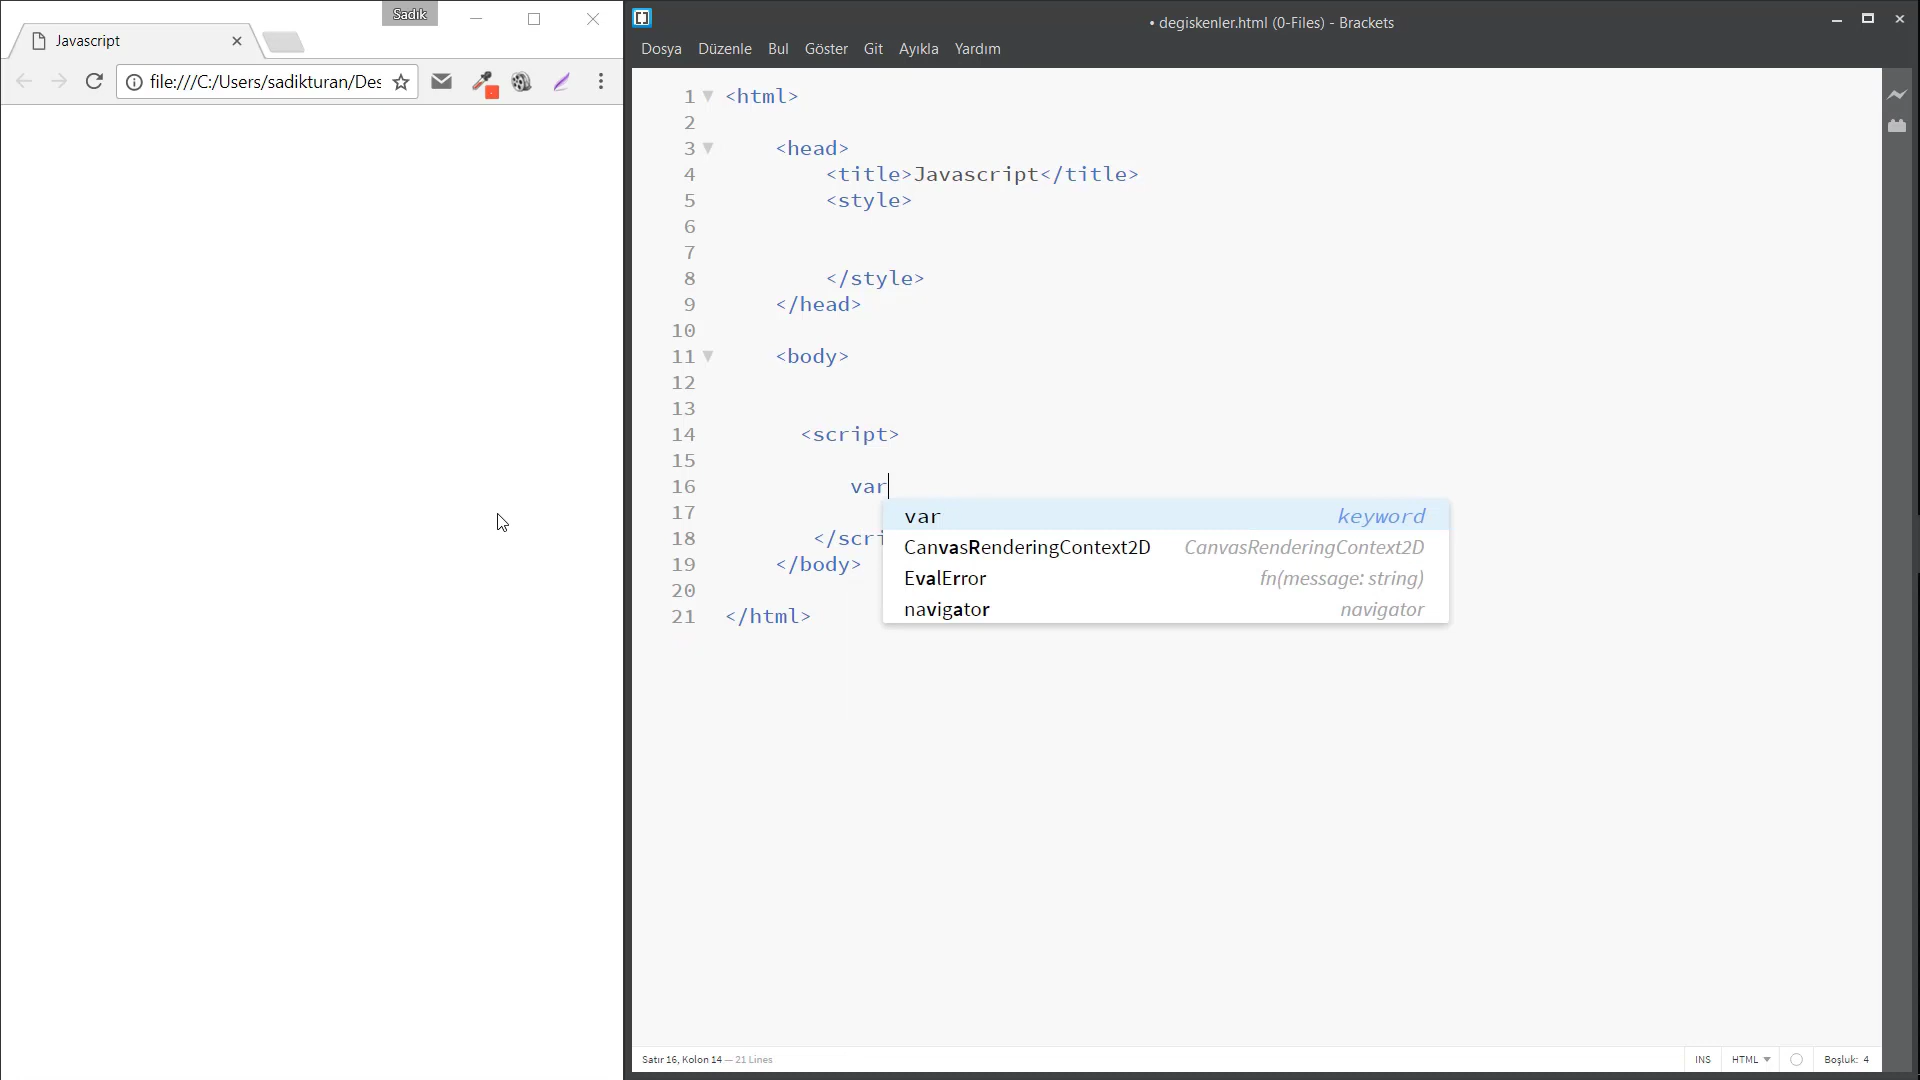 Sadik
Javascript
file:///C:/Users/sadikturan/Des
• degiskenler.html (0-Files) - Brackets
Dosya Düzenle Bul Göster Git Ayıkla Yardım
1 <html>
2
3 <head>
4 <title>Javascript</title>
5 <style>
6
7
8 </style>
9 </head>
10
11 <body>
12
13
14 <script>
15
16 var
17
18 </scri
19 </body>
20
21 </html>
var keyword
CanvasRenderingContext2D CanvasRenderingContext2D
EvalError fn(message: string)
navigator navigator
Satır 16, Kolon 14 — 21 Lines
INS HTML Boşluk: 4